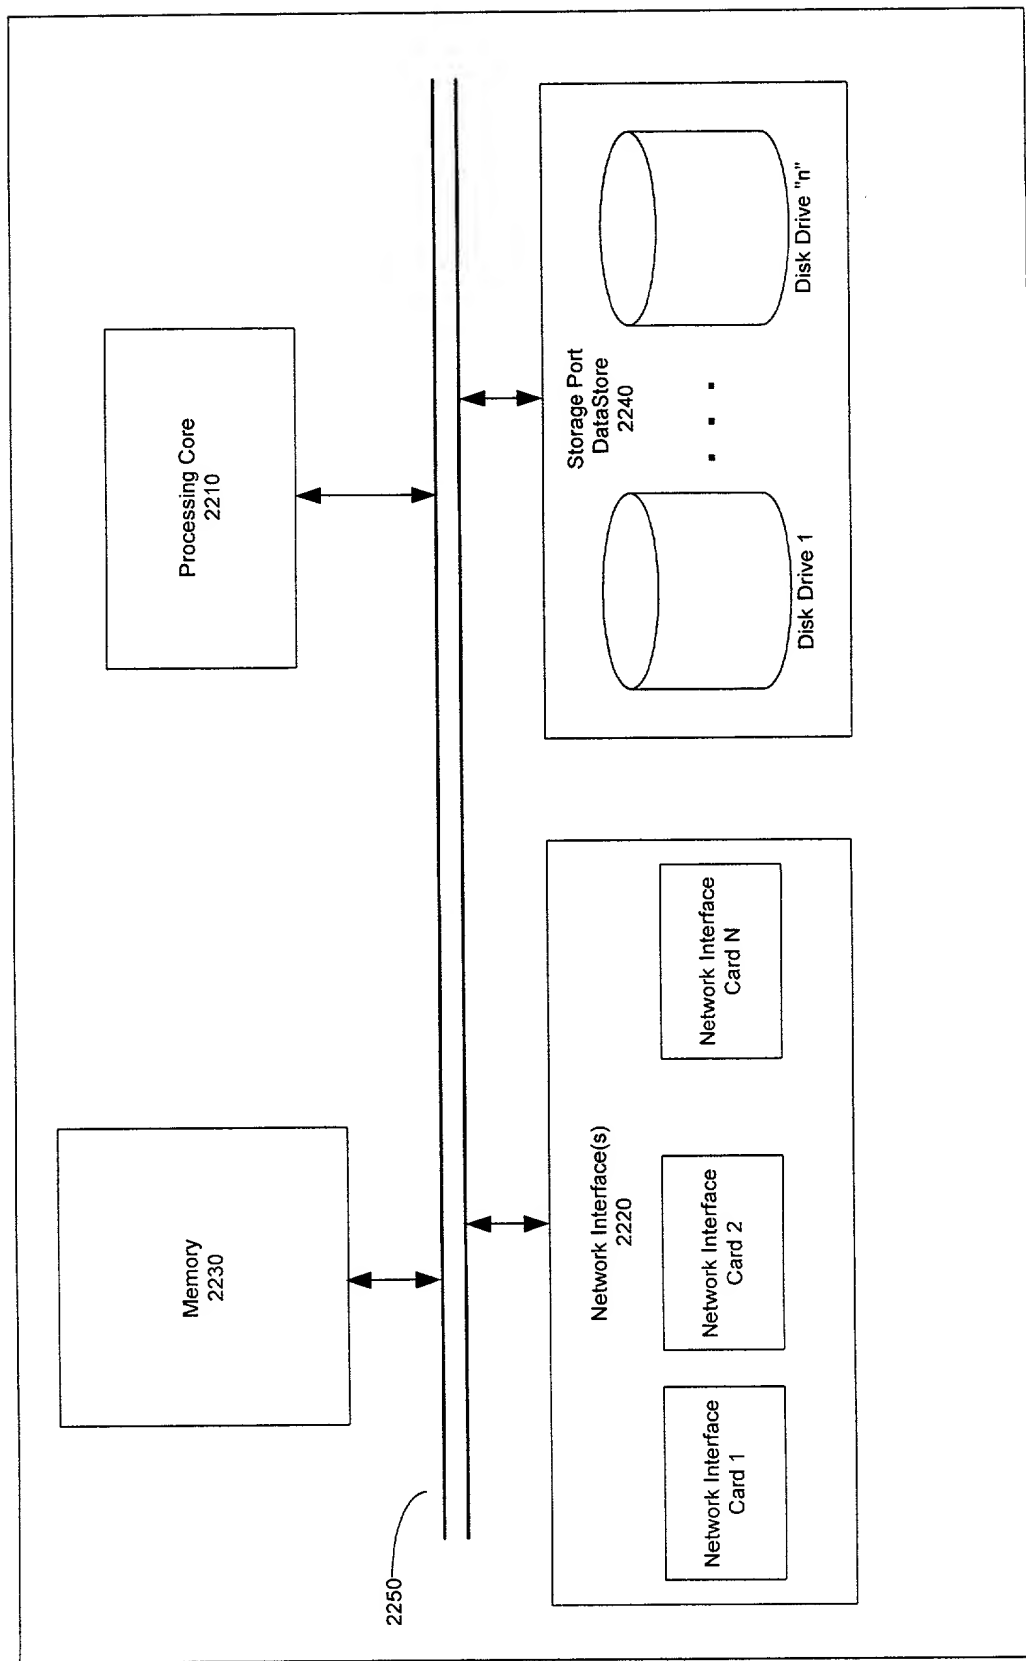 Memory
2230
Processing Core
2210
2250
Network Interface(s)
2220
Network Interface
Card 1
Network Interface
Card 2
Network Interface
Card N
Storage Port
DataStore
2240
. . .
Disk Drive 1
Disk Drive "n"